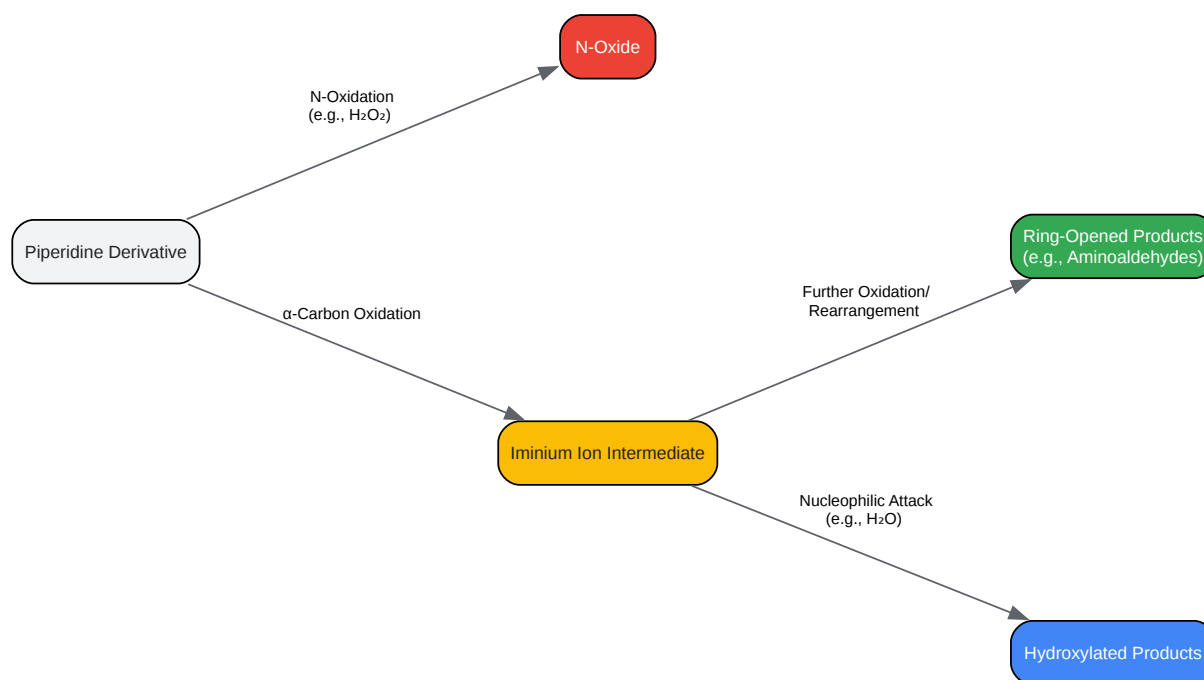 N-Oxide
N-Oxidation
(e.g., H₂O₂)
Piperidine Derivative
Ring-Opened Products
(e.g., Aminoaldehydes)
α-Carbon Oxidation
Further Oxidation/
Rearrangement
Iminium Ion Intermediate
Nucleophilic Attack
(e.g., H₂O)
Hydroxylated Products